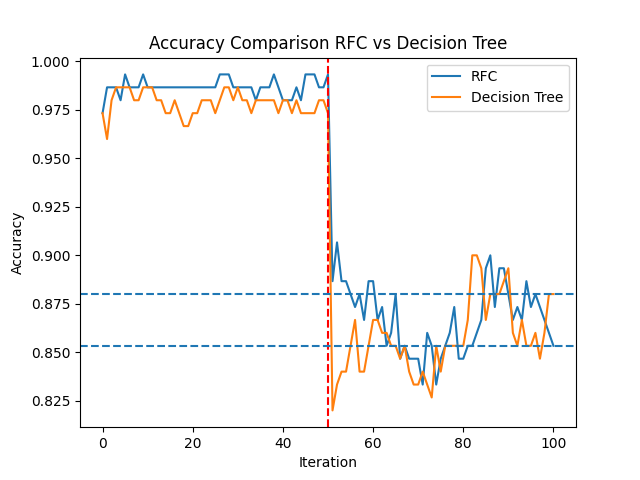 Accuracy Comparison RFC vs Decision Tree
RFC
Decision Tree
1.000
0.975
0.950
0.925
0.900
0.875
0.850
0.825
Accuracy
0
20
40
60
80
100
Iteration